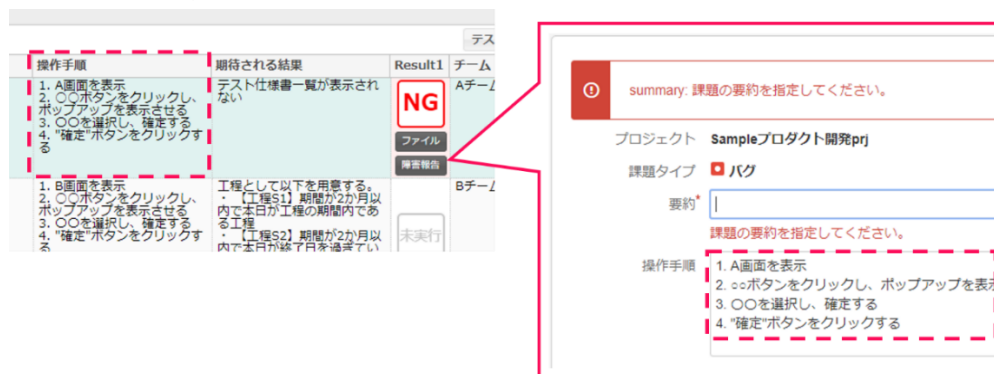 テス
操作手順 期待される結果 Result1 チーム
1. A画面を表示
2. 〇〇ボタンをクリックし、
ポップアップを表示させる
3. 〇〇を選択し、確定する
4. "確定"ボタンをクリックす
る
テスト仕様書一覧が表示され
ない
NG
ファイル
障害報告
Aチーム
1. B画面を表示
2. 〇〇ボタンをクリックし、
ポップアップを表示させる
3. 〇〇を選択し、確定する
4. "確定"ボタンをクリックす
る
工程として以下を用意する。
・ 【工程S1】期間が2か月以
内で本日が工程の期間内であ
る工程
・ 【工程S2】期間が2か月以
内で本日が終了日を過ぎてい
未実行
Bチーム
summary: 課題の要約を指定してください。
プロジェクト Sampleプロダクト開発prj
課題タイプ バグ
要約*
課題の要約を指定してください。
操作手順
1. A画面を表示
2. ○○ボタンをクリックし、ポップアップを表示
3. 〇〇を選択し、確定する
4. "確定"ボタンをクリックする